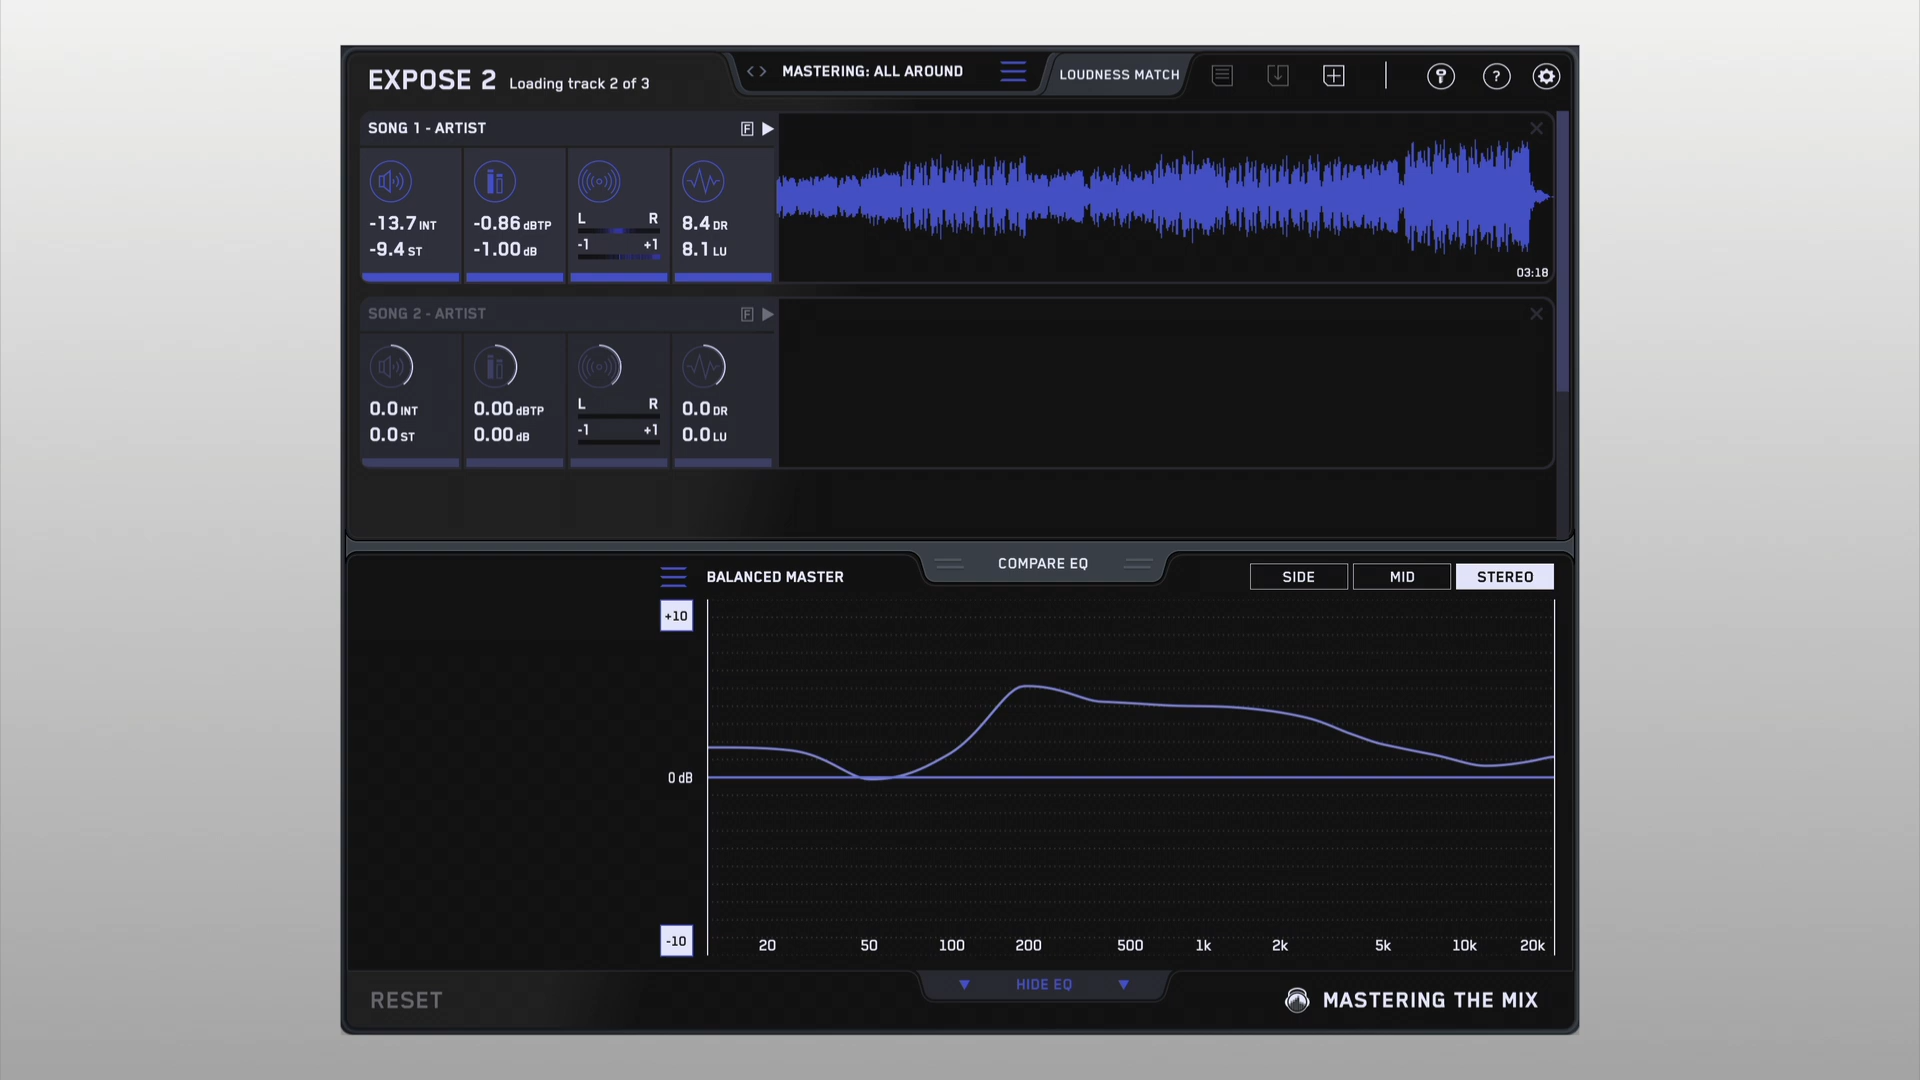 EXPOSE 2 Loading track 2 of 3
MASTERING: ALL AROUND
LOUDNESS MATCH
?
SONG 1 - ARTIST
F
-13.7 INT
-9.4 ST
-0.86 dBTP
-1.00 dB
L R
-1 +1
8.4 DR
8.1 LU
03:18
SONG 2 - ARTIST
F
0.0 INT
0.0 ST
0.00 dBTP
0.00 dB
L R
-1 +1
0.0 DR
0.0 LU
COMPARE EQ
BALANCED MASTER
SIDE
MID
STEREO
+10
0 dB
-10
20 50 100 200 500 1k 2k 5k 10k 20k
HIDE EQ
RESET
MASTERING THE MIX